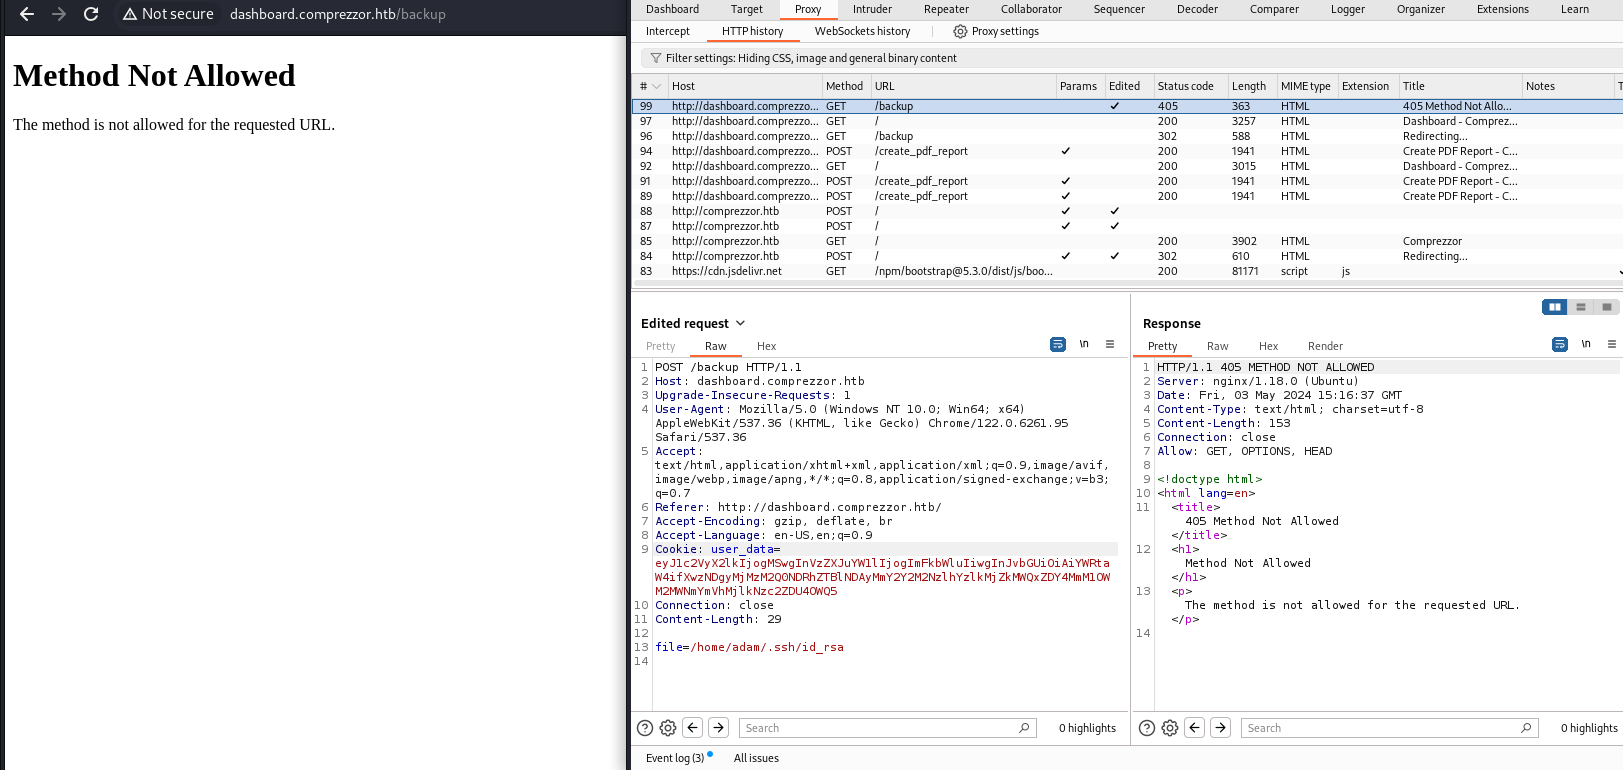 Not secure dashboard.comprezzor.htb/backup
Method Not Allowed
The method is not allowed for the requested URL.
Dashboard Target Proxy Intruder Repeater Collaborator Sequencer Decoder Comparer Logger Organizer Extensions Learn
Intercept HTTP history WebSockets history Proxy settings
Filter settings: Hiding CSS, image and general binary content
# Host Method URL Params Edited Status code Length MIME type Extension Title Notes T
99 http://dashboard.comprezzo... GET /backup ✓ 405 363 HTML 405 Method Not Allo...
97 http://dashboard.comprezzo... GET / 200 3257 HTML Dashboard - Comprez...
96 http://dashboard.comprezzo... GET /backup 302 588 HTML Redirecting...
94 http://dashboard.comprezzo... POST /create_pdf_report ✓ 200 1941 HTML Create PDF Report - C...
92 http://dashboard.comprezzo... GET / 200 3015 HTML Dashboard - Comprez...
91 http://dashboard.comprezzo... POST /create_pdf_report ✓ 200 1941 HTML Create PDF Report - C...
89 http://dashboard.comprezzo... POST /create_pdf_report ✓ 200 1941 HTML Create PDF Report - C...
88 http://comprezzor.htb POST / ✓ ✓
87 http://comprezzor.htb POST / ✓ ✓
85 http://comprezzor.htb GET / 200 3902 HTML Comprezzor
84 http://comprezzor.htb POST / ✓ ✓ 302 610 HTML Redirecting...
83 https://cdn.jsdelivr.net GET /npm/bootstrap@5.3.0/dist/js/boo... 200 81171 script js ✓
Edited request
Pretty Raw Hex \n
1 POST /backup HTTP/1.1
2 Host: dashboard.comprezzor.htb
3 Upgrade-Insecure-Requests: 1
4 User-Agent: Mozilla/5.0 (Windows NT 10.0; Win64; x64)
AppleWebKit/537.36 (KHTML, like Gecko) Chrome/122.0.6261.95
Safari/537.36
5 Accept:
text/html,application/xhtml+xml,application/xml;q=0.9,image/avif,
image/webp,image/apng,*/*;q=0.8,application/signed-exchange;v=b3;
q=0.7
6 Referer: http://dashboard.comprezzor.htb/
7 Accept-Encoding: gzip, deflate, br
8 Accept-Language: en-US,en;q=0.9
9 Cookie: user_data=
10 Connection: close
11 Content-Length: 29
12
13 file=/home/adam/.ssh/id_rsa
14
Response
Pretty Raw Hex Render \n
1 HTTP/1.1 405 METHOD NOT ALLOWED
2 Server: nginx/1.18.0 (Ubuntu)
3 Date: Fri, 03 May 2024 15:16:37 GMT
4 Content-Type: text/html; charset=utf-8
5 Content-Length: 153
6 Connection: close
7 Allow: GET, OPTIONS, HEAD
8
9 <!doctype html>
10 <html lang=en>
11 <title>
405 Method Not Allowed
</title>
12 <h1>
Method Not Allowed
</h1>
13 <p>
The method is not allowed for the requested URL.
</p>
14
Search 0 highlights
Search 0 highlights
Event log (3) All issues